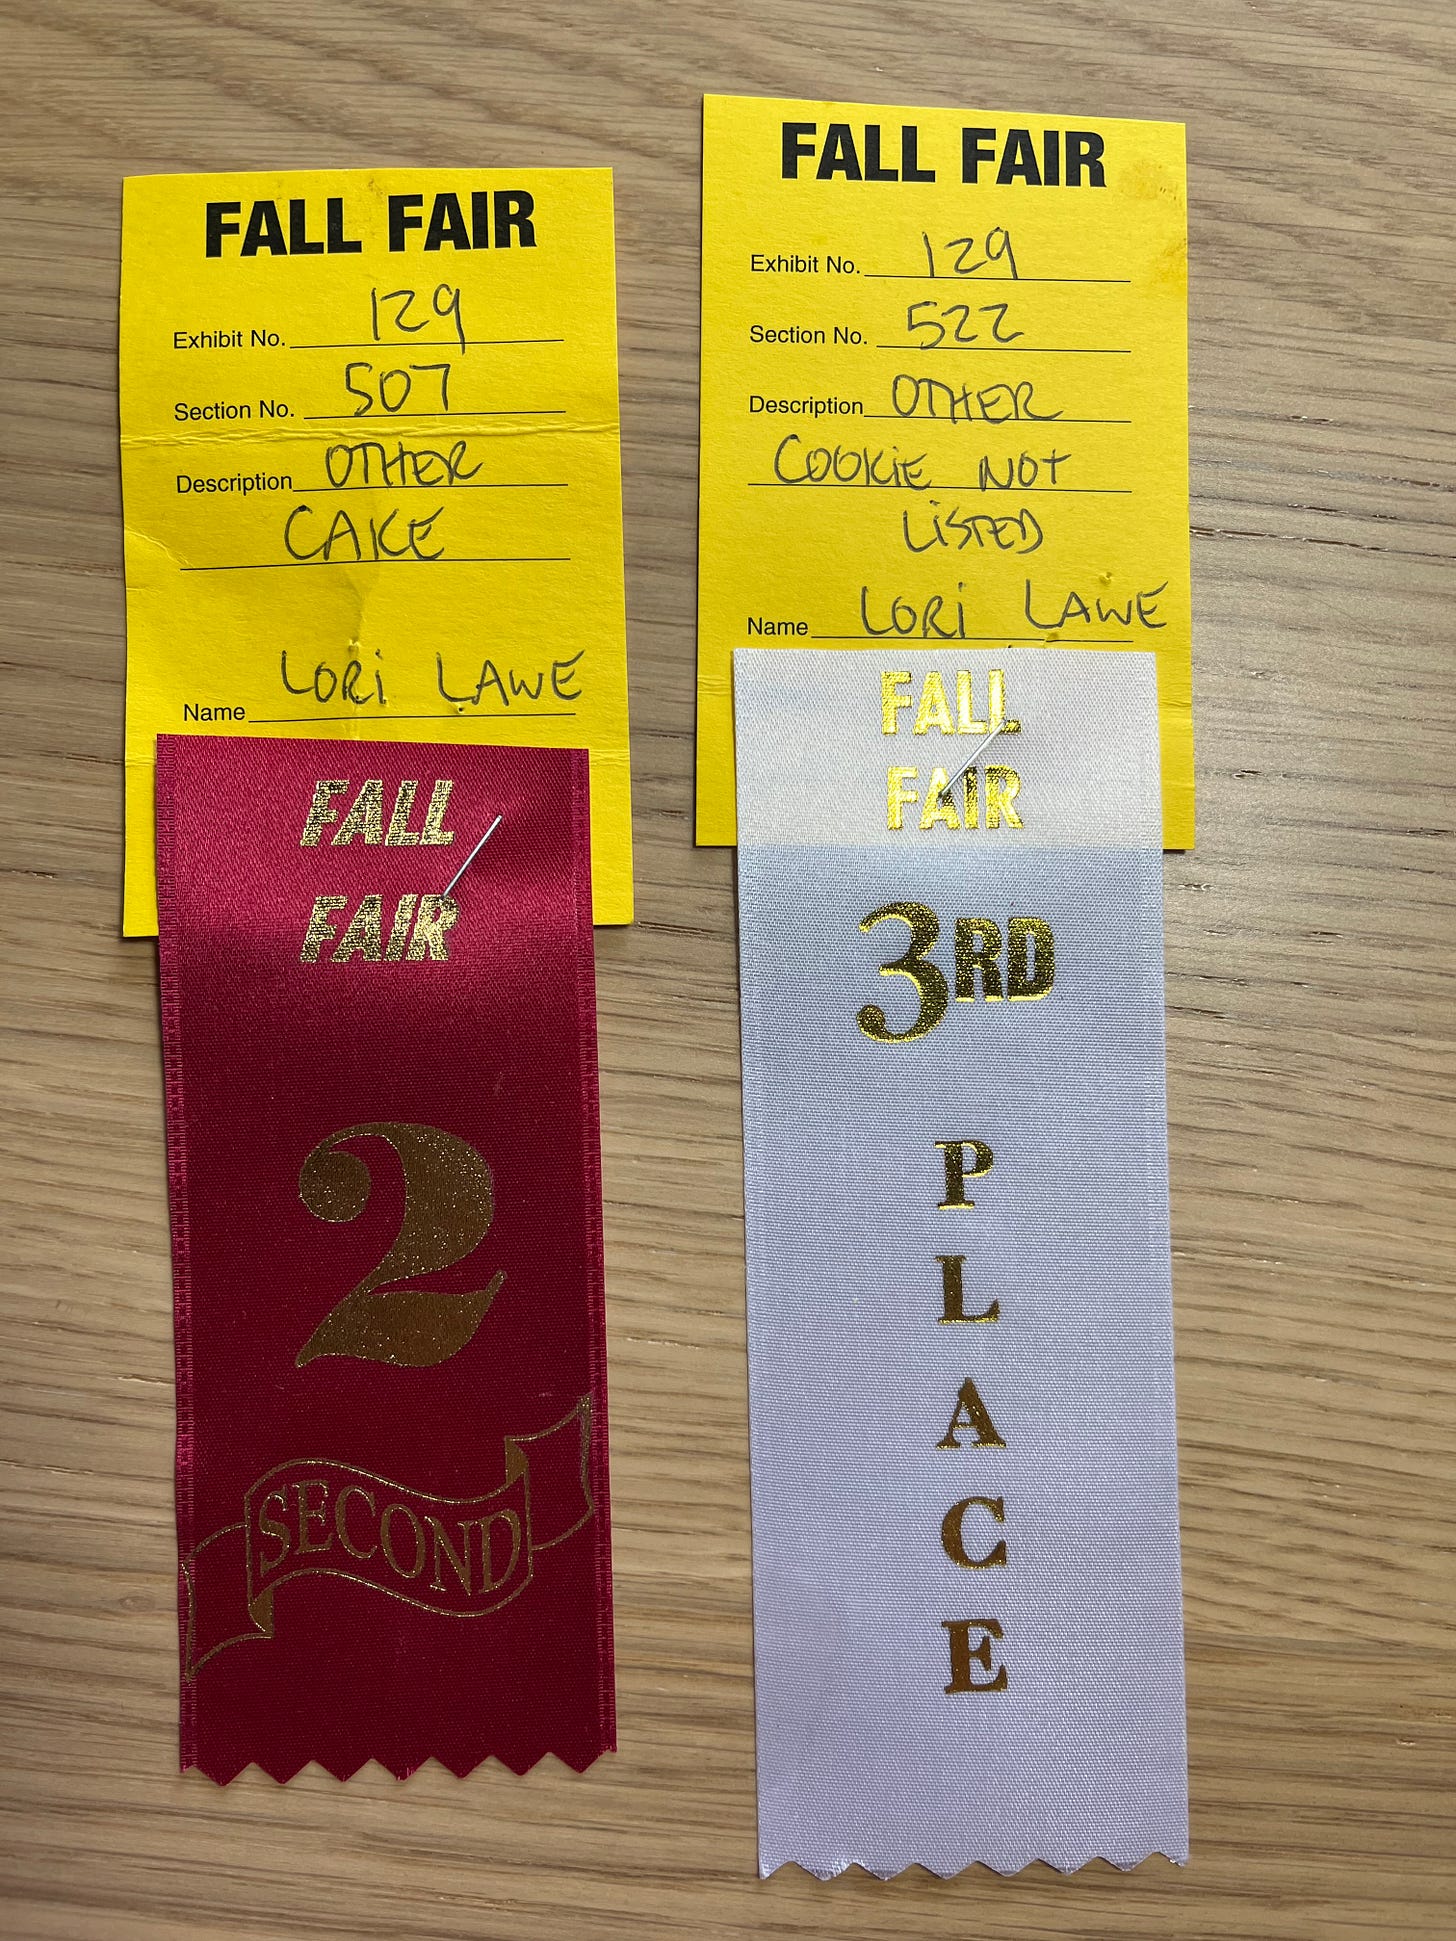 FALL FAIR
Exhibit No. 129
Section No. 507
Description OTHER
CAKE
LORi LAWE
Name
FALL
FAIR
2
SECOND
FALL FAIR
Exhibit No. 129
Section No. 522
Description OTHER
COOKiE NOT
LiSTED
Name LORi LAWE
FALL
FAIR
3RD
P
L
A
C
E